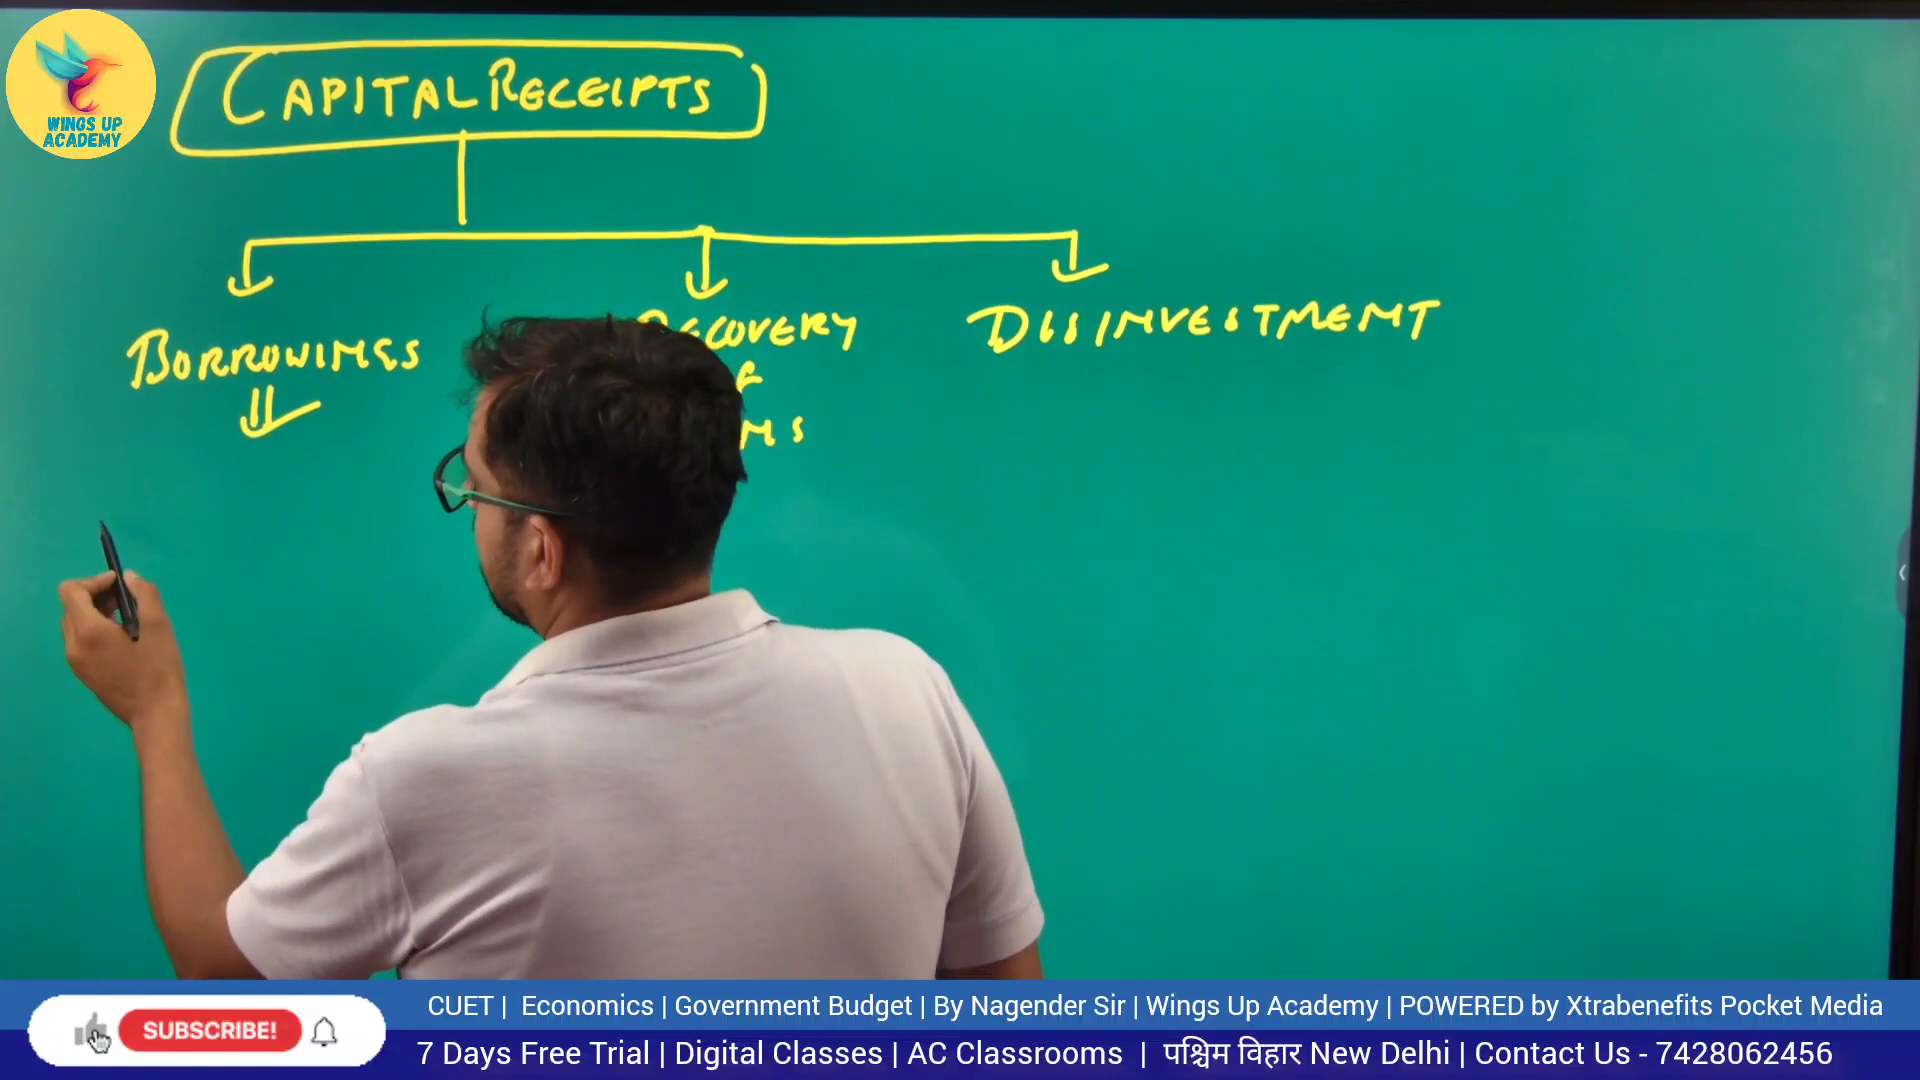 WINGS UP
ACADEMY
CAPITAL RECEIPTS
BORROWINGS
RECOVERY
DISINVESTMENT
SUBSCRIBE!
CUET | Economics | Government Budget | By Nagender Sir | Wings Up Academy | POWERED by Xtrabenefits Pocket Media
7 Days Free Trial | Digital Classes | AC Classrooms | पश्चिम विहार New Delhi | Contact Us - 7428062456